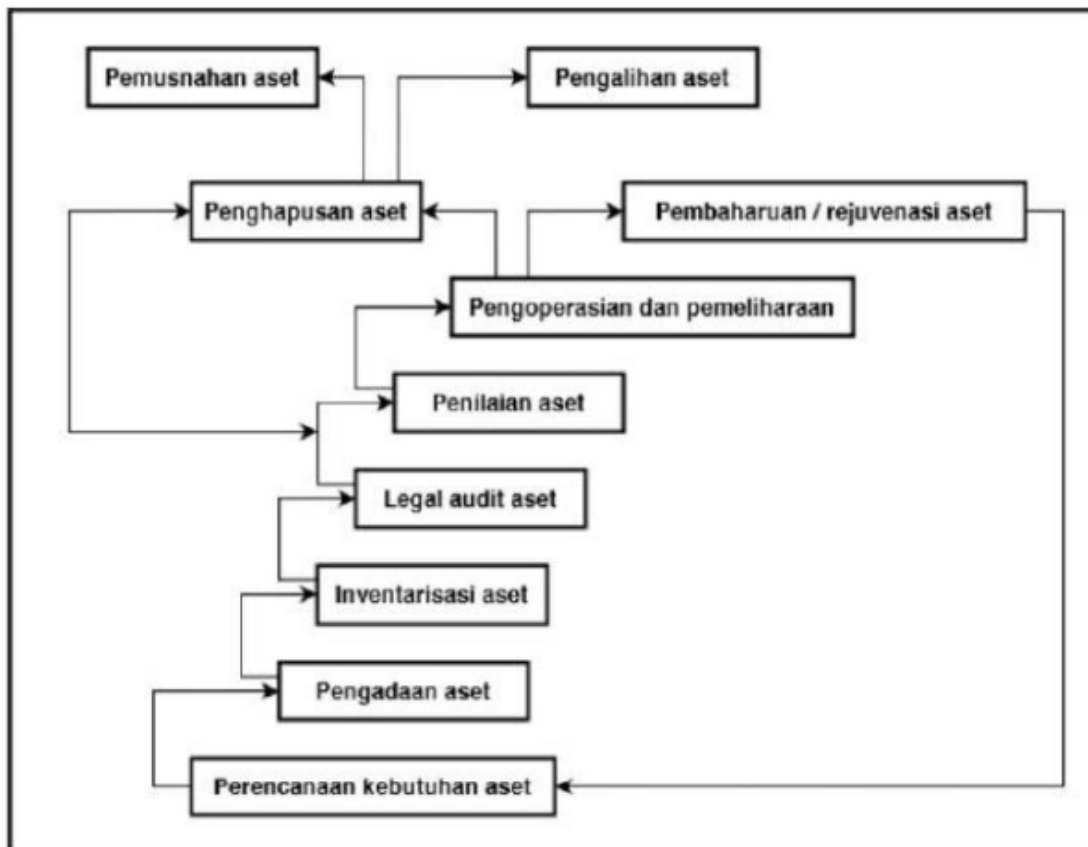 Pemusnahan aset
Pengalihan aset
Penghapusan aset
Pembaharuan / rejuvenasi aset
Pengoperasian dan pemeliharaan
Penilaian aset
Legal audit aset
Inventarisasi aset
Pengadaan aset
Perencanaan kebutuhan aset